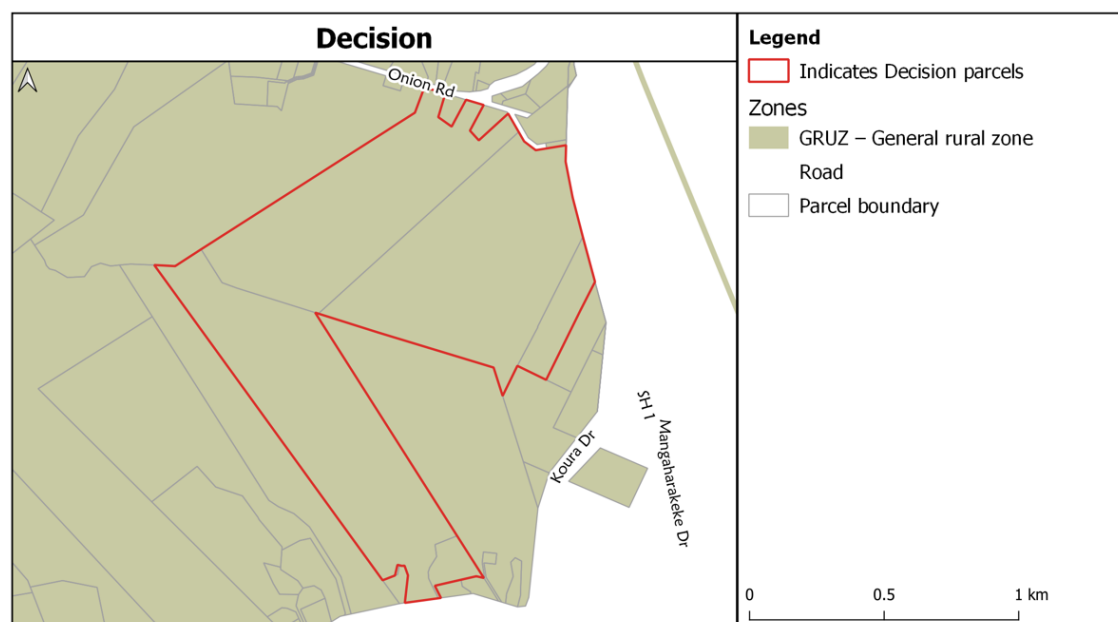 Decision
Onion Rd
Koura Dr
SH 1
Mangaharakeke Dr
Legend
Indicates Decision parcels
Zones
GRUZ – General rural zone
Road
Parcel boundary
0 0.5 1 km